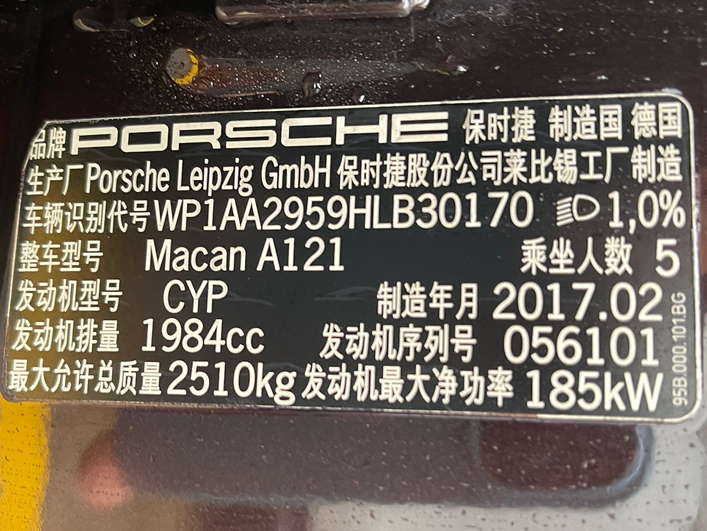 品牌 PORSCHE 保时捷 制造国 德国
生产厂 Porsche Leipzig GmbH 保时捷股份公司莱比锡工厂制造
车辆识别代号 WP1AA2959HLB30170 1,0%
整车型号 Macan A121 乘坐人数 5
发动机型号 CYP 制造年月 2017.02
发动机排量 1984cc 发动机序列号 056101
最大允许总质量 2510kg 发动机最大净功率 185kW
95B.000.101.BG